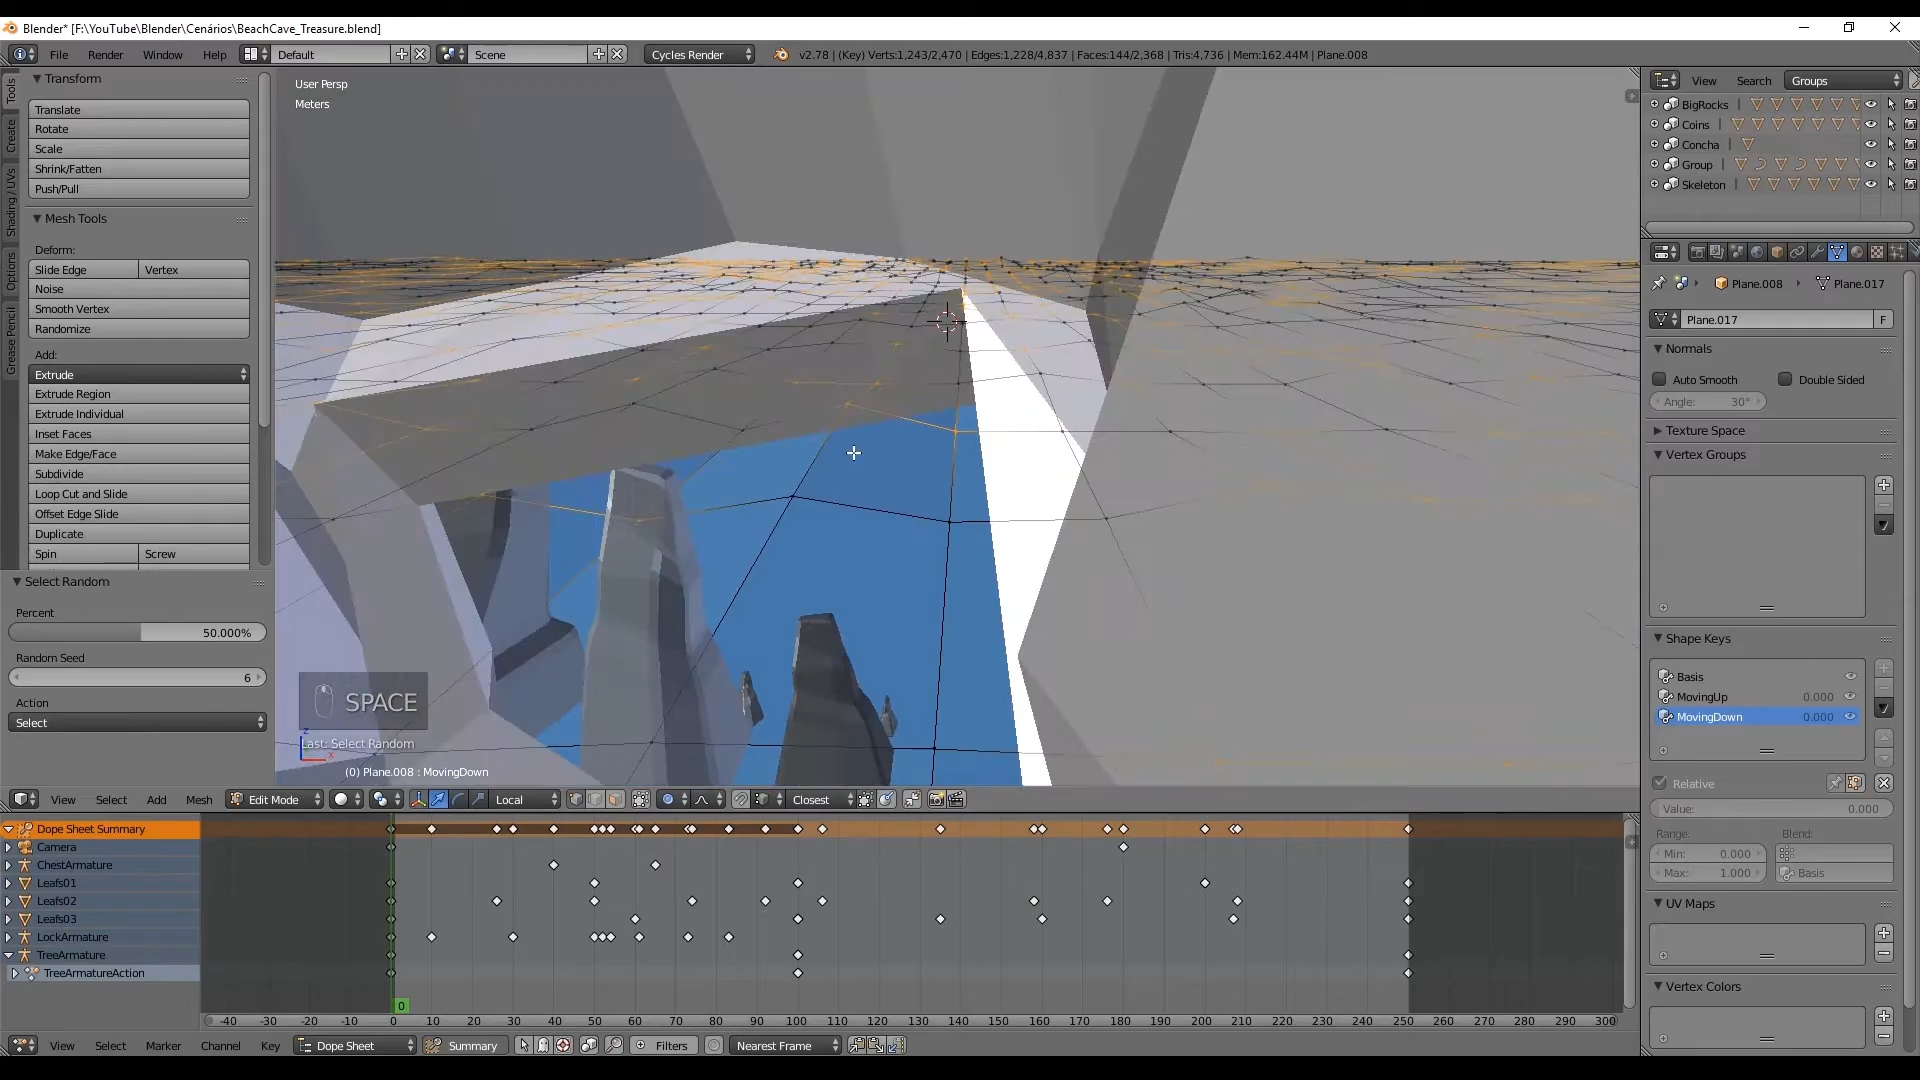 Blender* [F:\YouTube\Blender\Cenários\BeachCave_Treasure.blend]
File Render Window Help Default Scene Cycles Render v2.78 | (Key) Verts:1,243/2,470 | Edges:1,228/4,837 | Faces:144/2,368 | Tris:4,736 | Mem:162.44M | Plane.008
Tools
Create
Shading / UVs
Options
Grease Pencil
Transform
Translate
Rotate
Scale
Shrink/Fatten
Push/Pull
Mesh Tools
Deform:
Slide Edge Vertex
Noise
Smooth Vertex
Randomize
Add:
Extrude
Extrude Region
Extrude Individual
Inset Faces
Make Edge/Face
Subdivide
Loop Cut and Slide
Offset Edge Slide
Duplicate
Spin Screw
Select Random
Percent
50.000%
Random Seed
6
Action
Select
User Persp
Meters
SPACE
Last: Select Random
z
x
(0) Plane.008 : MovingDown
View Select Add Mesh Edit Mode Local Closest
View Search Groups
BigRocks |
Coins |
Concha |
Group |
Skeleton |
Plane.008 Plane.017
Plane.017 F
Normals
Auto Smooth Double Sided
Angle: 30°
Texture Space
Vertex Groups
Shape Keys
Basis
MovingUp 0.000
MovingDown 0.000
Relative
Value: 0.000
Range: Blend:
Min: 0.000
Max: 1.000 Basis
UV Maps
Vertex Colors
Dope Sheet Summary
Camera
ChestArmature
Leafs01
Leafs02
Leafs03
LockArmature
TreeArmature
TreeArmatureAction
0
-40 -30 -20 -10 0 10 20 30 40 50 60 70 80 90 100 110 120 130 140 150 160 170 180 190 200 210 220 230 240 250 260 270 280 290 300
View Select Marker Channel Key Dope Sheet Summary Filters Nearest Frame